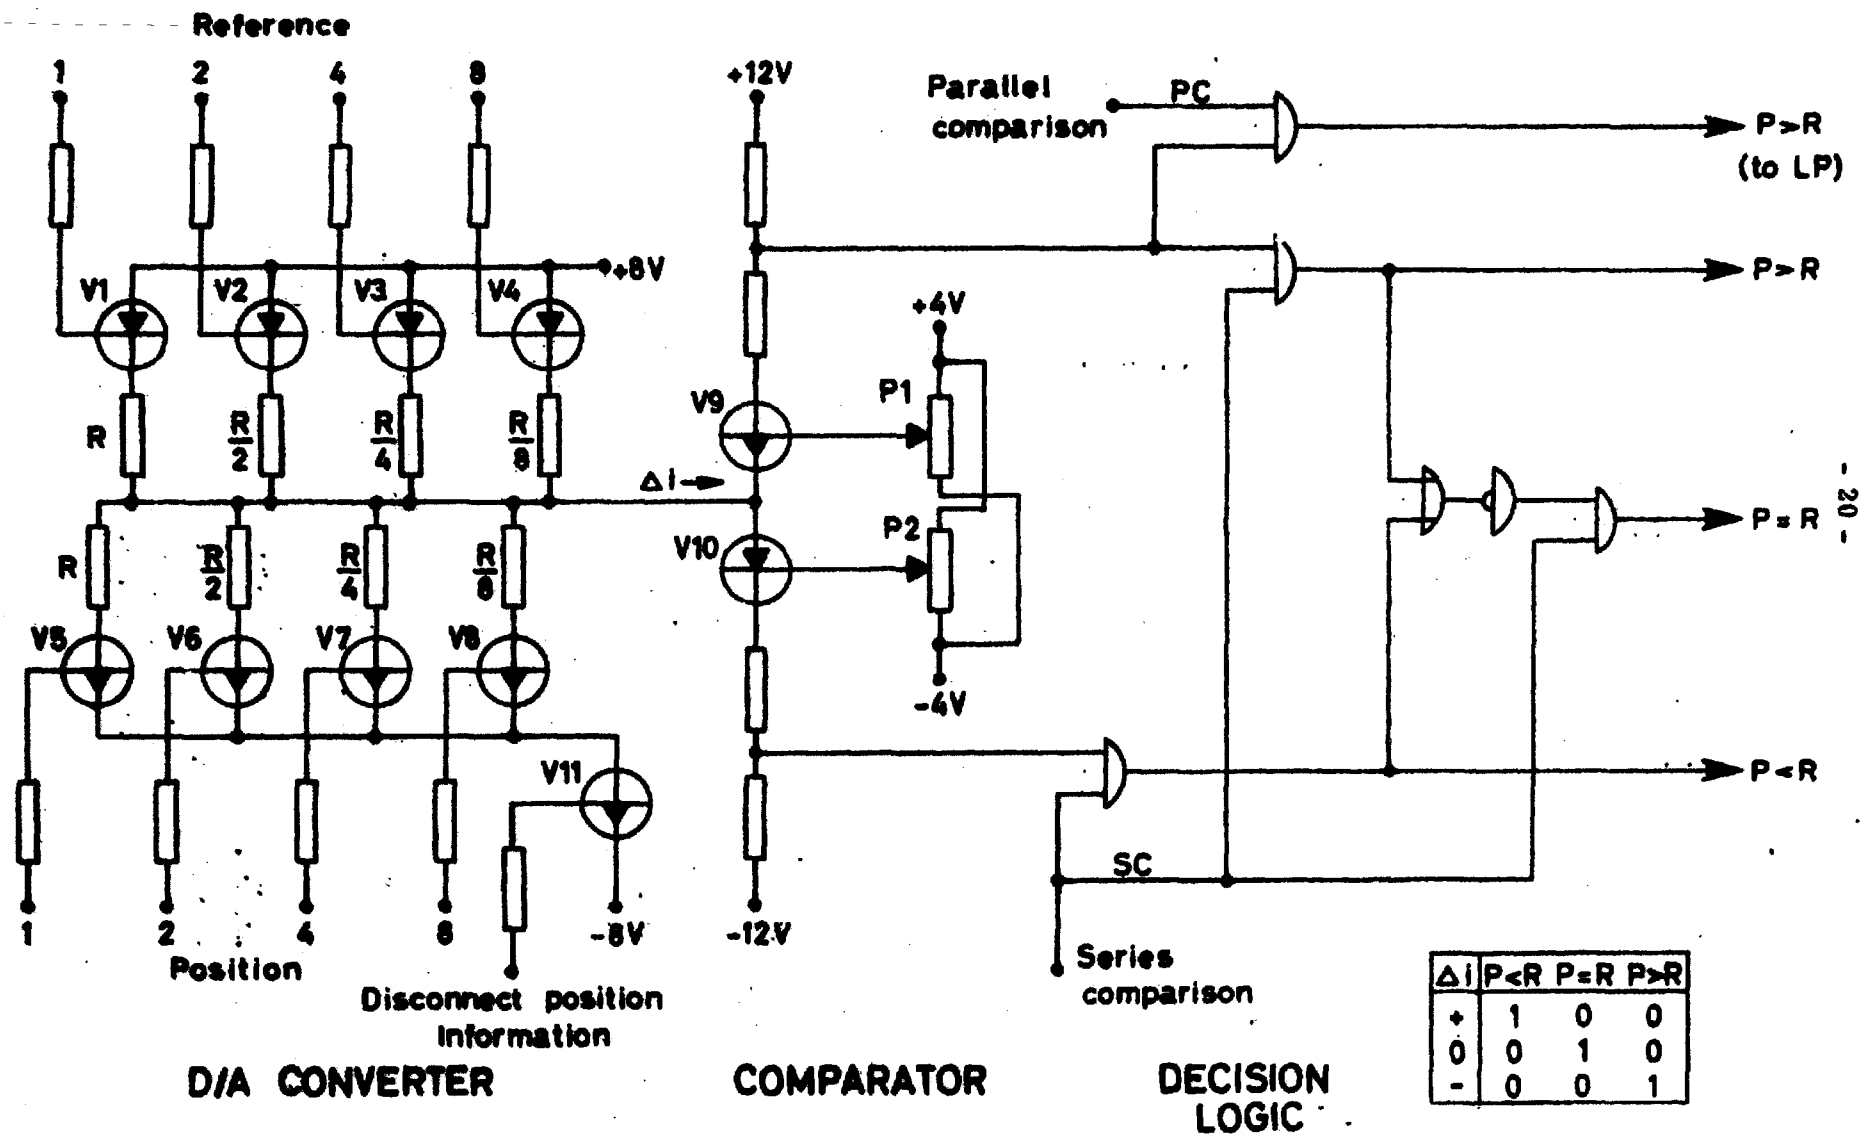 Reference
1 2 4 8
+12V
Parallel comparison
PC
P>R
(to LP)
+8V
P>R
V1 V2 V3 V4
+4V
P1
V9
R R/2 R/4 R/8
Δi
- 20 -
P=R
P2
V10
R R/2 R/4 R/8
V5 V6 V7 V8
-4V
V11
P<R
SC
1 2 4 8
-8V
-12V
Position
Series comparison
Disconnect position
Information
Δi P<R P=R P>R
+ 1 0 0
0 0 1 0
- 0 0 1
D/A CONVERTER
COMPARATOR
DECISION
LOGIC